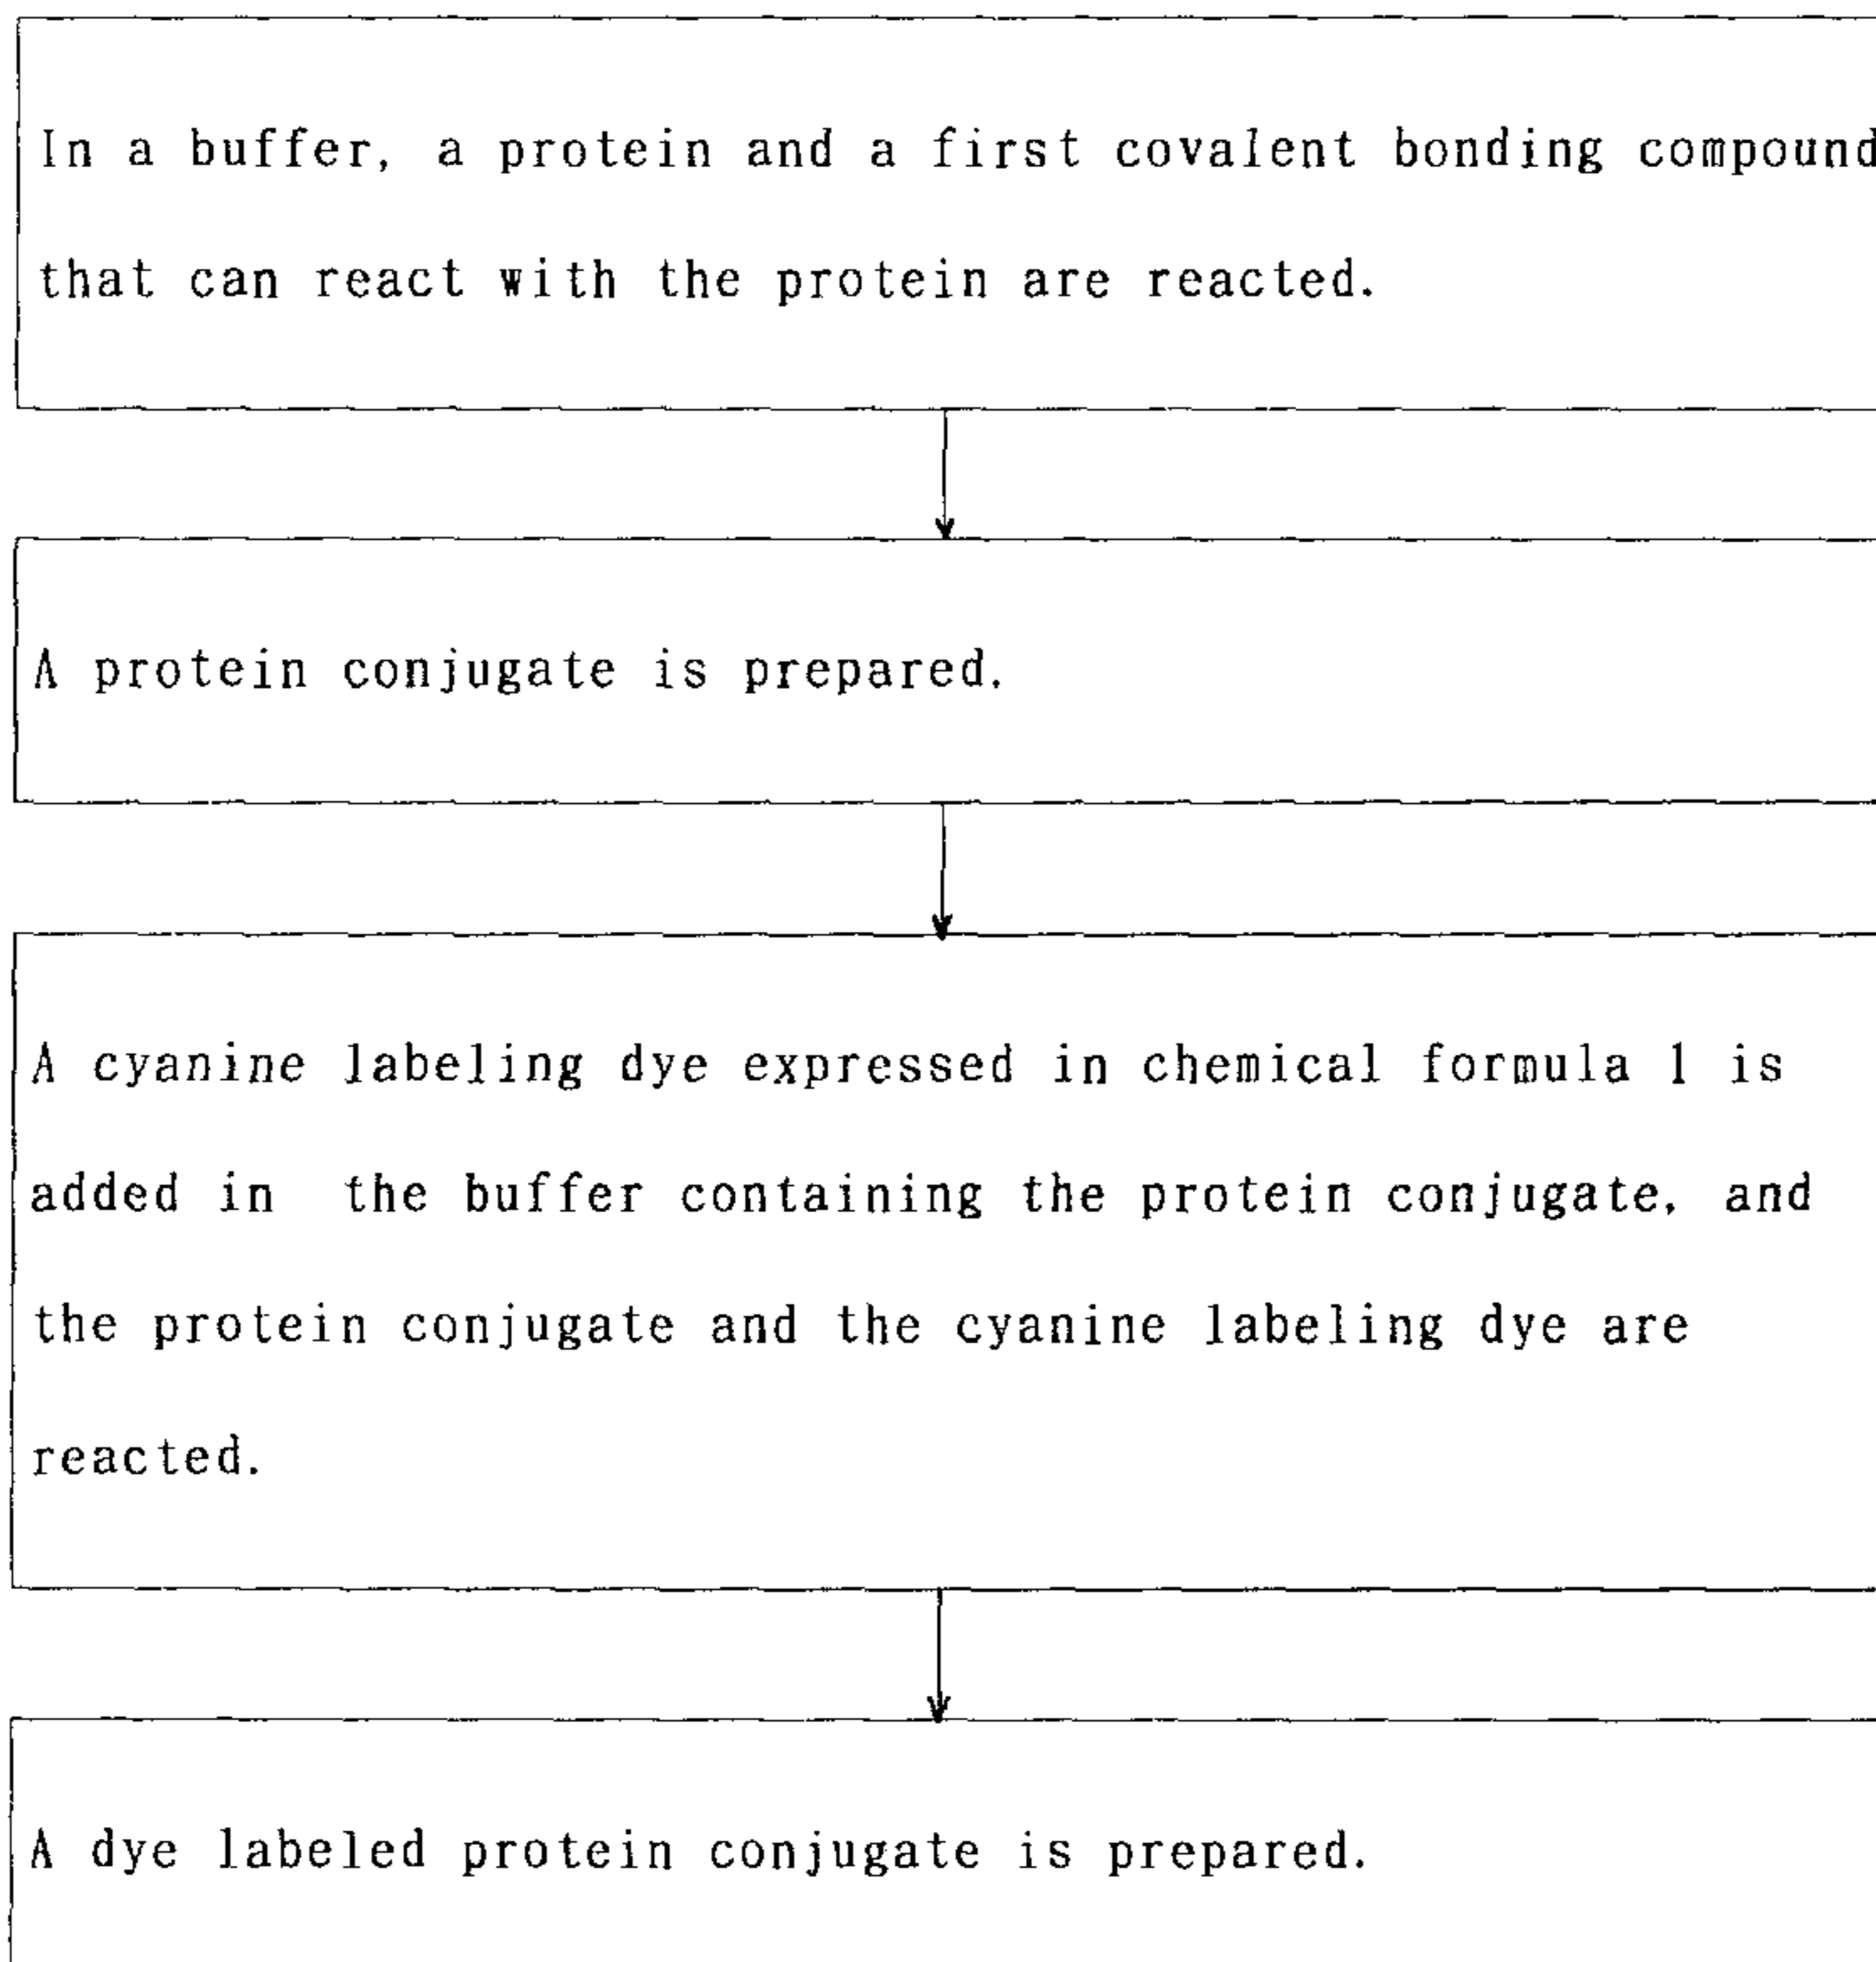 In a buffer, a protein and a first covalent bonding compound
that can react with the protein are reacted.
A protein conjugate is prepared.
A cyanine labeling dye expressed in chemical formula 1 is
added in the buffer containing the protein conjugate, and
the protein conjugate and the cyanine labeling dye are
reacted.
A dye labeled protein conjugate is prepared.